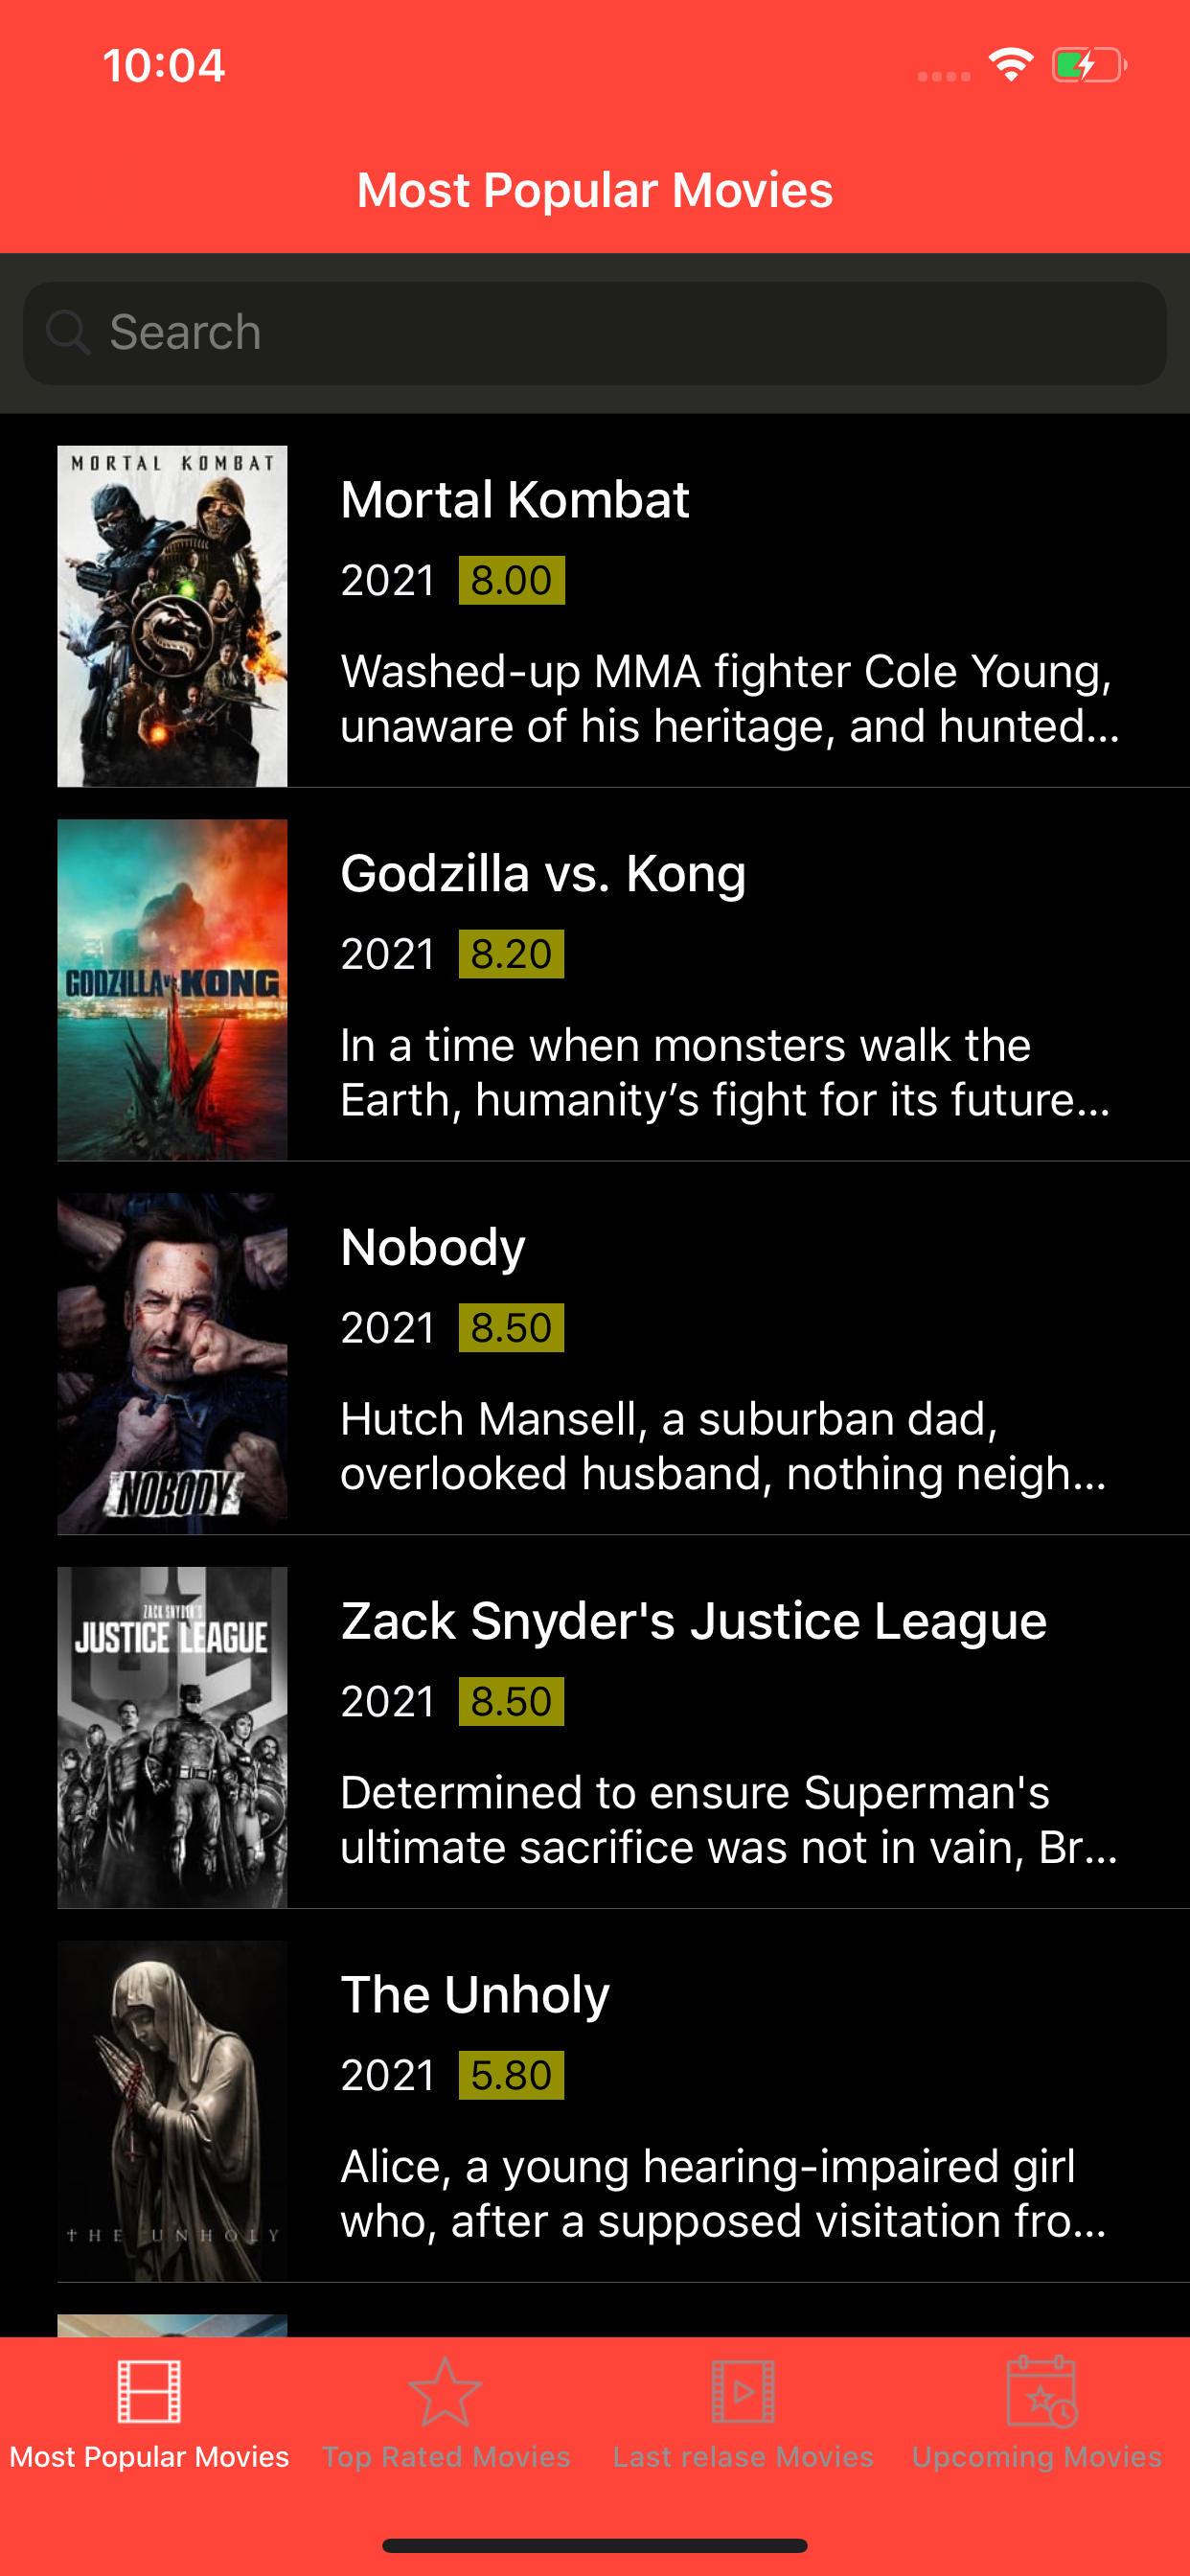 10:04
Most Popular Movies
Search
MORTAL KOMBAT
Mortal Kombat
2021 8.00
Washed-up MMA fighter Cole Young,
unaware of his heritage, and hunted...
GODZILLA VS. KONG
Godzilla vs. Kong
2021 8.20
In a time when monsters walk the
Earth, humanity’s fight for its future...
NOBODY
Nobody
2021 8.50
Hutch Mansell, a suburban dad,
overlooked husband, nothing neigh...
ZACK SNYDER'S
JUSTICE LEAGUE
Zack Snyder's Justice League
2021 8.50
Determined to ensure Superman's
ultimate sacrifice was not in vain, Br...
THE UNHOLY
The Unholy
2021 5.80
Alice, a young hearing-impaired girl
who, after a supposed visitation fro...
Most Popular Movies Top Rated Movies Last relase Movies Upcoming Movies